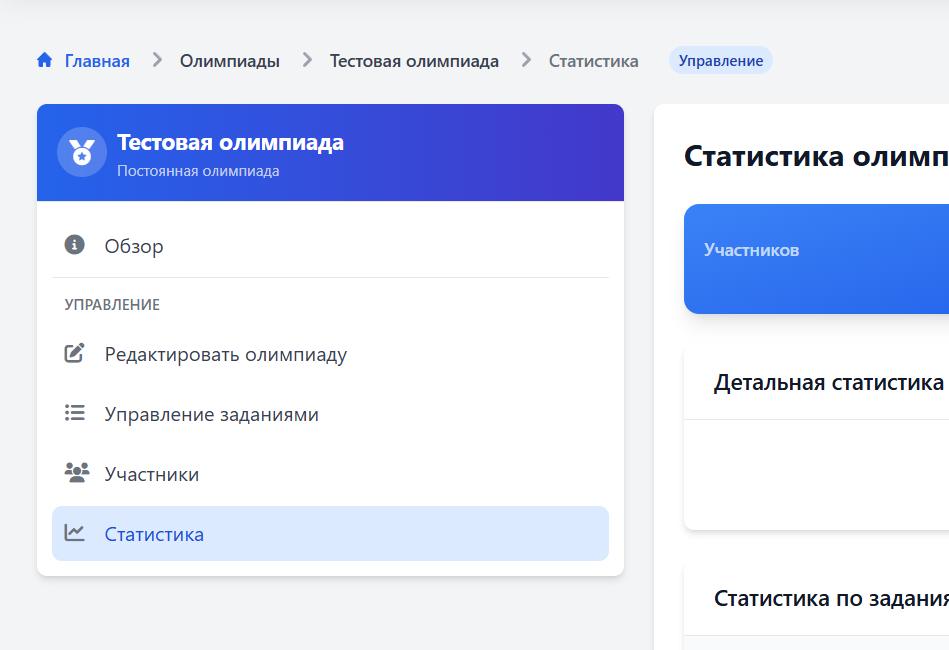 Главная
Олимпиады
Тестовая олимпиада
Статистика
Управление
Тестовая олимпиада
Постоянная олимпиада
Обзор
УПРАВЛЕНИЕ
Редактировать олимпиаду
Управление заданиями
Участники
Статистика
Статистика олимп
Участников
Детальная статистика
Статистика по задания